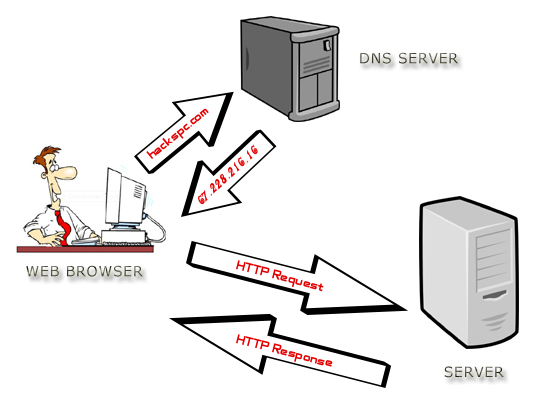 DNS SERVER
hackspc.com
67.228.216.16
WEB BROWSER
HTTP Request
HTTP Response
SERVER